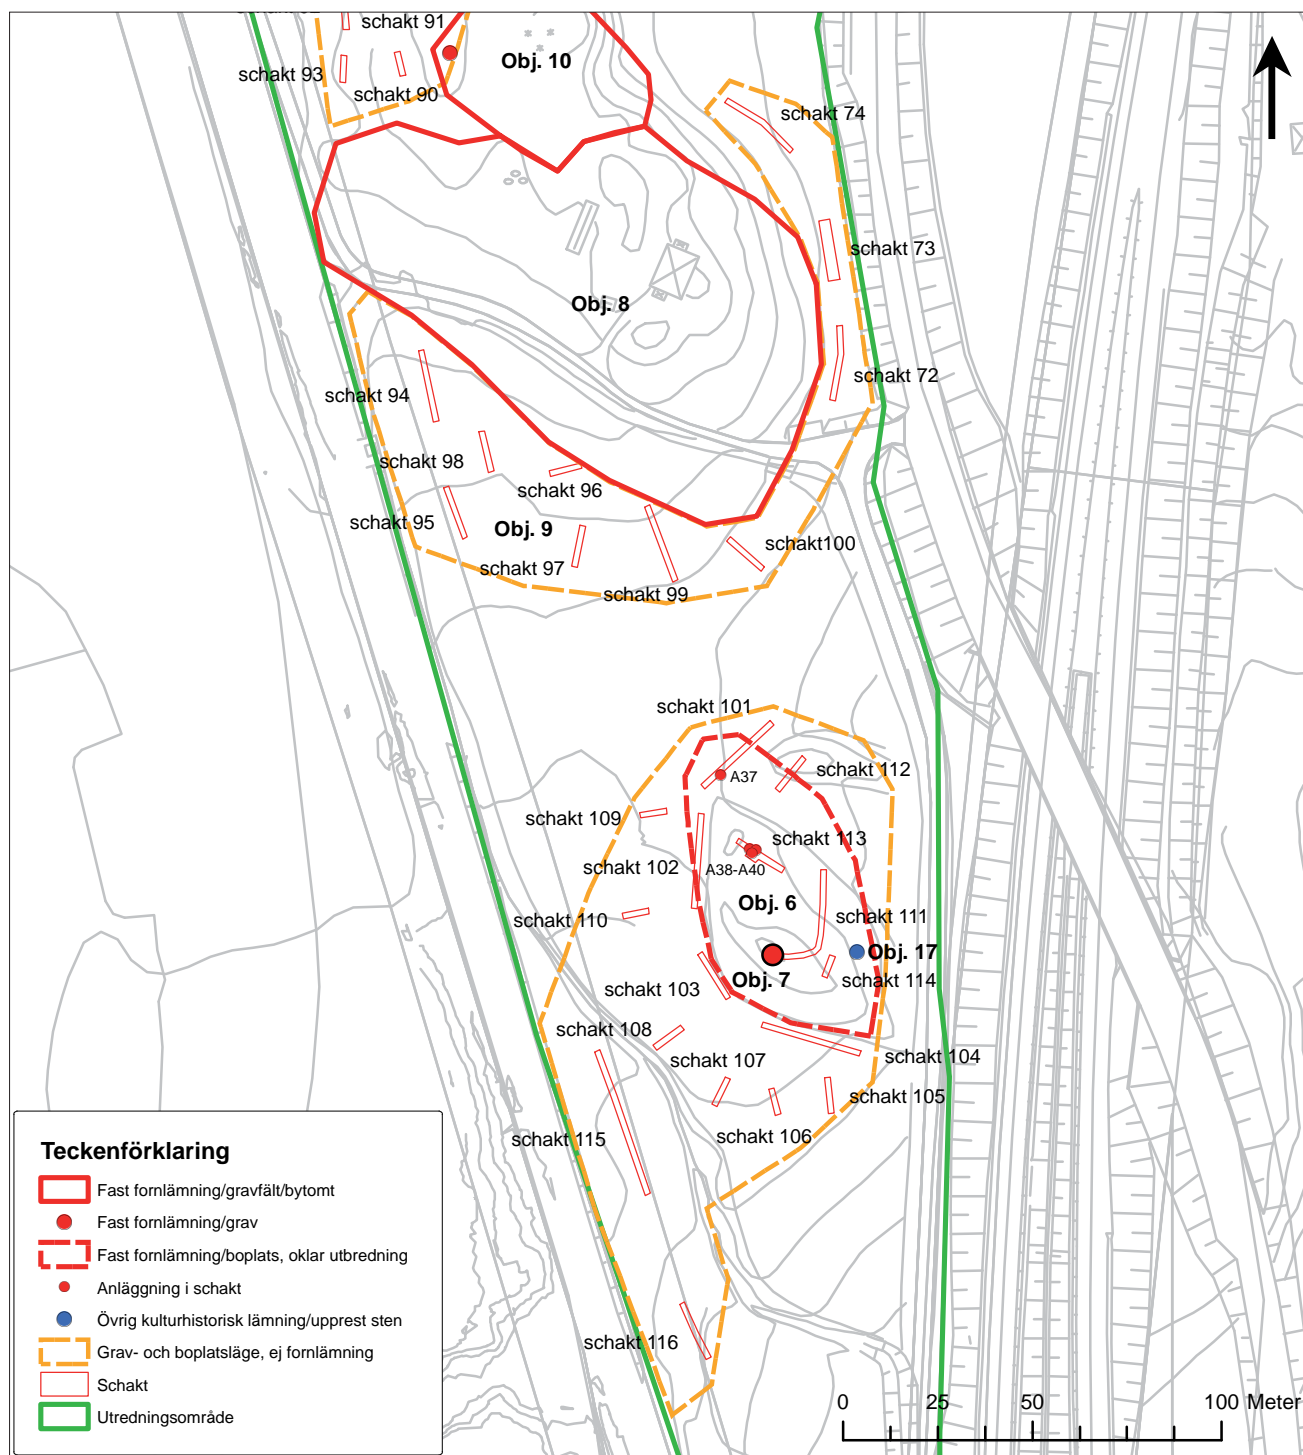 schakt 91
schakt 93
schakt 90
Obj. 10
schakt 74
schakt 73
Obj. 8
schakt 72
schakt 94
schakt 98
schakt 96
schakt 95
Obj. 9
schakt 97
schakt100
schakt 99
schakt 101
A37
schakt 112
schakt 109
schakt 113
schakt 102
A38-A40
Obj. 6
schakt 110
schakt 111
Obj. 17
Obj. 7
schakt 114
schakt 103
schakt 108
schakt 107
schakt 104
schakt 105
schakt 106
schakt 115
schakt 116
Teckenförklaring
Fast fornlämning/gravfält/bytomt
Fast fornlämning/grav
Fast fornlämning/boplats, oklar utbredning
Anläggning i schakt
Övrig kulturhistorisk lämning/upprest sten
Grav- och boplatsläge, ej fornlämning
Schakt
Utredningsområde
0 25 50 100 Meter